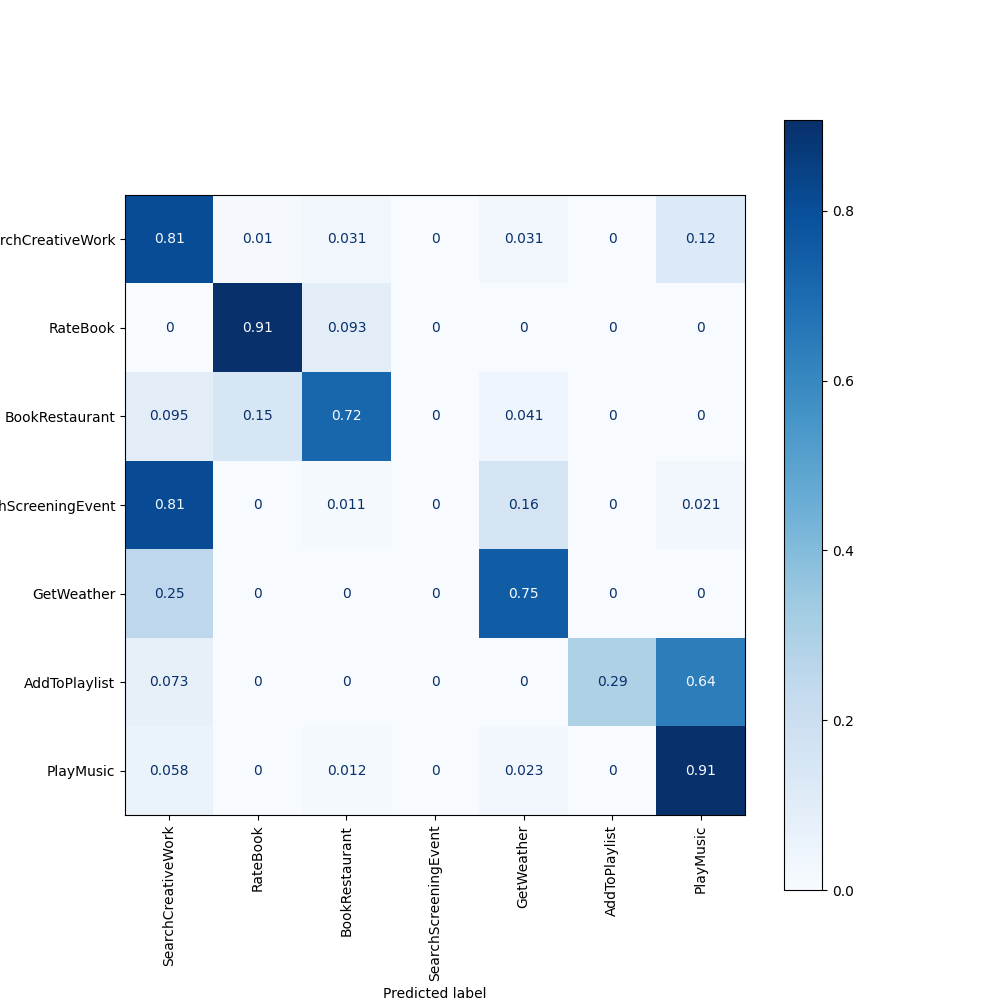 rchCreativeWork 0.81 0.01 0.031 0 0.031 0 0.12
RateBook 0 0.91 0.093 0 0 0 0
BookRestaurant 0.095 0.15 0.72 0 0.041 0 0
hScreeningEvent 0.81 0 0.011 0 0.16 0 0.021
GetWeather 0.25 0 0 0 0.75 0 0
AddToPlaylist 0.073 0 0 0 0 0.29 0.64
PlayMusic 0.058 0 0.012 0 0.023 0 0.91
SearchCreativeWork
RateBook
BookRestaurant
SearchScreeningEvent
GetWeather
AddToPlaylist
PlayMusic
Predicted label
0.8
0.6
0.4
0.2
0.0